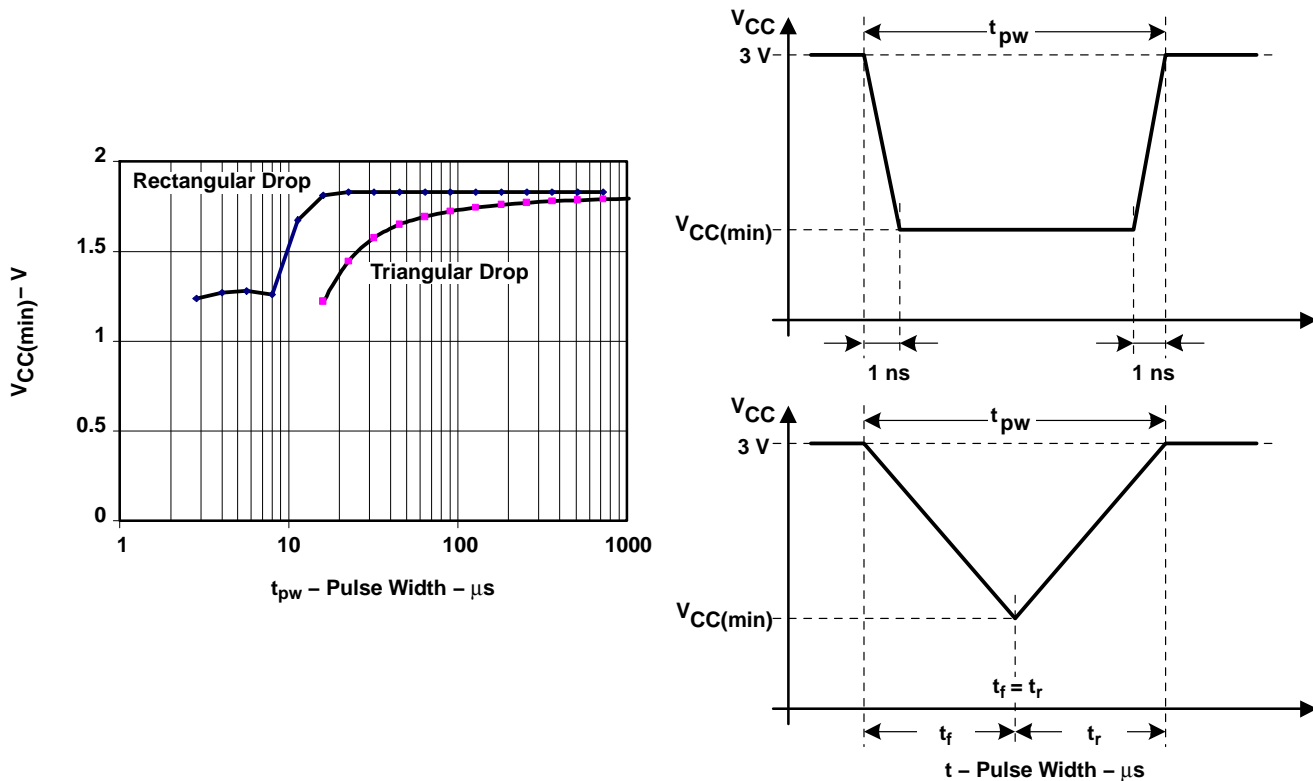 2
Rectangular Drop
1.5
Triangular Drop
1
0.5
0
VCC(min) – V
1
10
100
1000
tpw – Pulse Width – μs
VCC
tpw
3 V
VCC(min)
1 ns
1 ns
VCC
tpw
3 V
VCC(min)
tf = tr
tf
tr
t – Pulse Width – μs